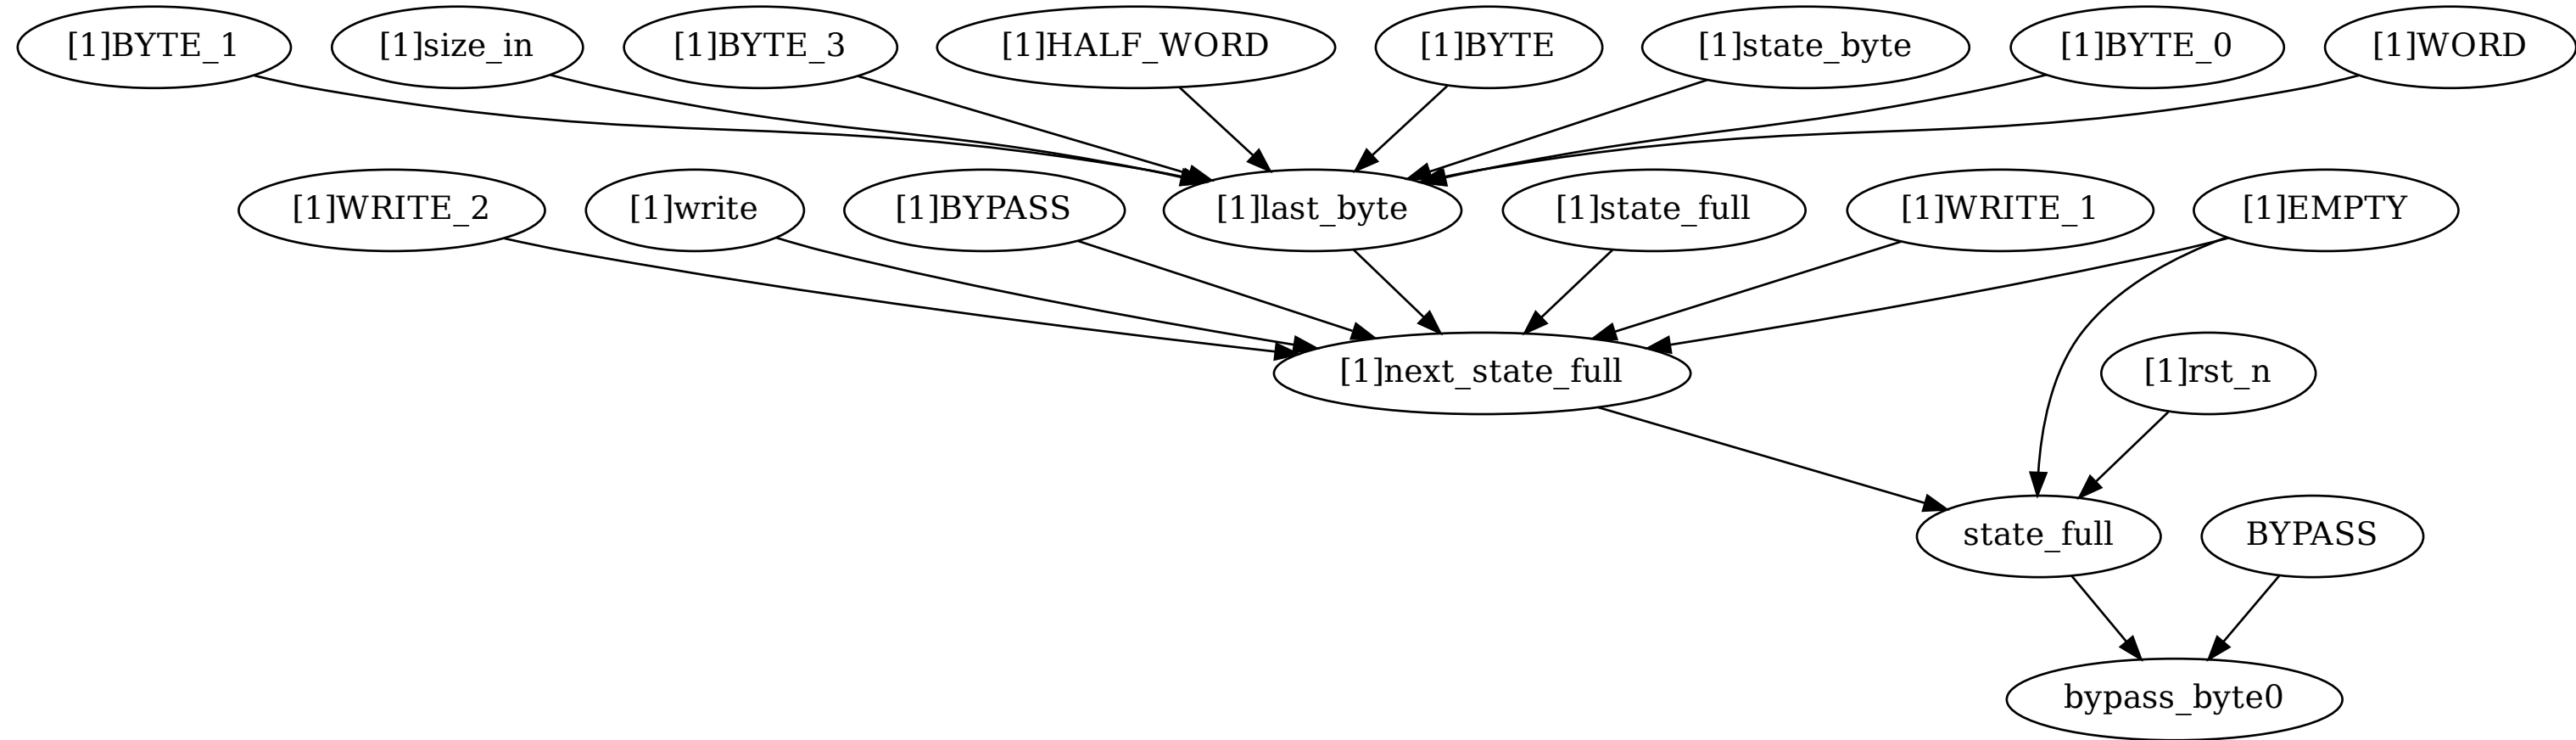 [1]BYTE_1
[1]size_in
[1]BYTE_3
[1]HALF_WORD
[1]BYTE
[1]state_byte
[1]BYTE_0
[1]WORD
[1]WRITE_2
[1]write
[1]BYPASS
[1]last_byte
[1]state_full
[1]WRITE_1
[1]EMPTY
[1]next_state_full
[1]rst_n
state_full
BYPASS
bypass_byte0